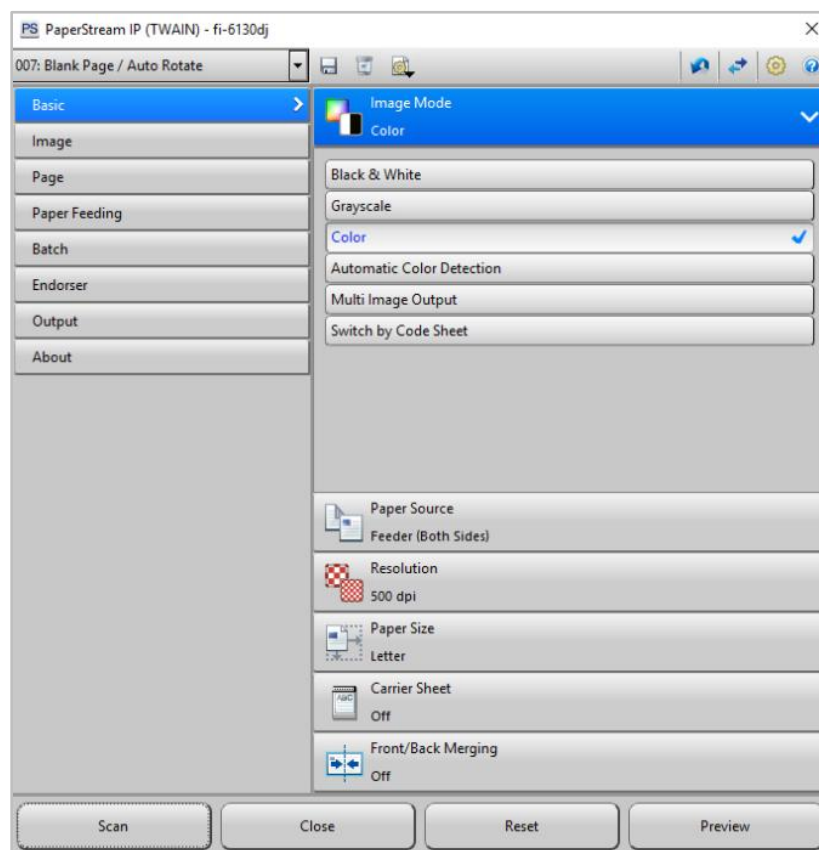 PS PaperStream IP (TWAIN) - fi-6130dj
007: Blank Page / Auto Rotate
Basic
Image
Page
Paper Feeding
Batch
Endorser
Output
About
Image Mode
Color
Black & White
Grayscale
Color
Automatic Color Detection
Multi Image Output
Switch by Code Sheet
Paper Source
Feeder (Both Sides)
Resolution
500 dpi
Paper Size
Letter
ABC
Carrier Sheet
Off
Front/Back Merging
Off
Scan
Close
Reset
Preview